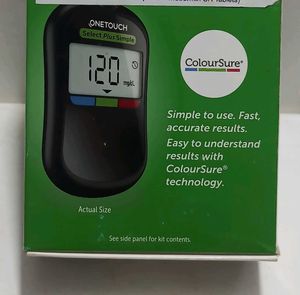 ONETOUCH
Select Plus Simple
120
mg/dL
ColourSure®
Simple to use. Fast,
accurate results.
Easy to understand
results with
ColourSure®
technology.
Actual Size
See side panel for kit contents.